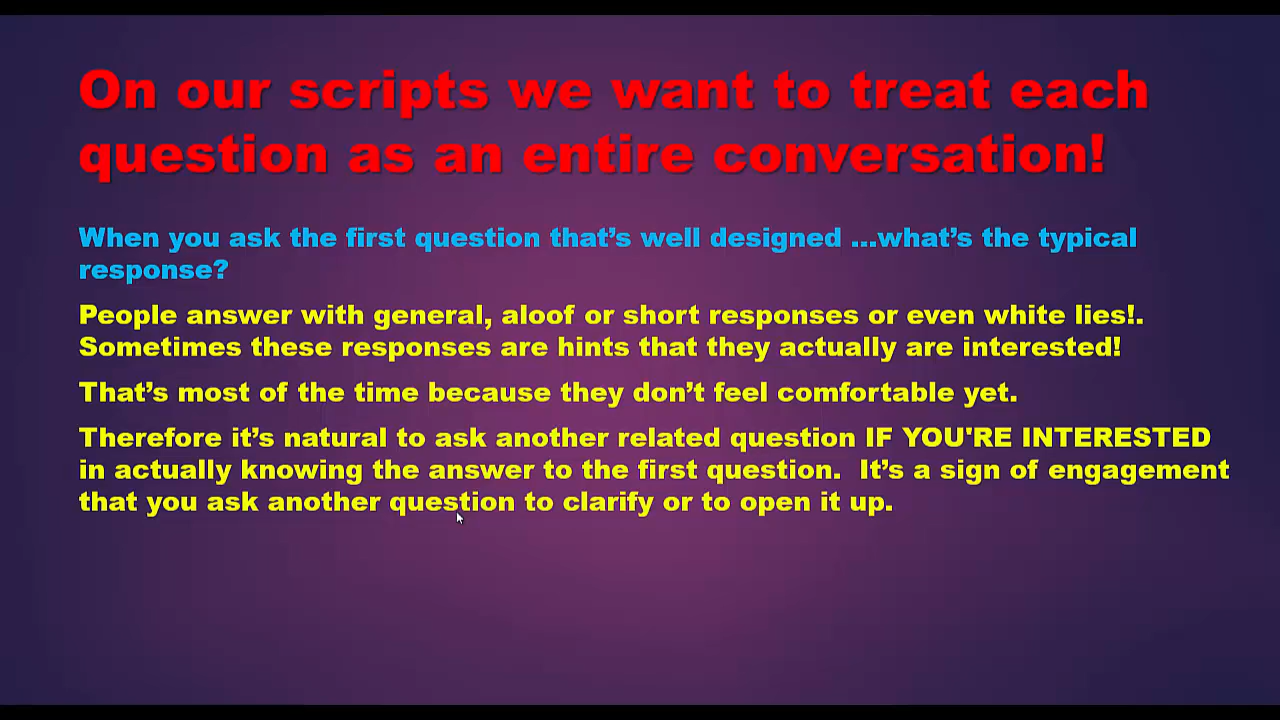 On our scripts we want to treat each
question as an entire conversation!
When you ask the first question that’s well designed …what’s the typical
response?
People answer with general, aloof or short responses or even white lies!.
Sometimes these responses are hints that they actually are interested!
That’s most of the time because they don’t feel comfortable yet.
Therefore it’s natural to ask another related question IF YOU'RE INTERESTED
in actually knowing the answer to the first question.  It’s a sign of engagement
that you ask another question to clarify or to open it up.